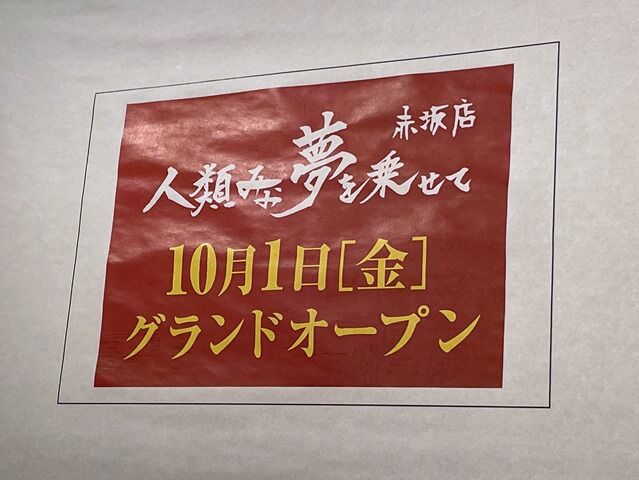 赤坂店
人類みな夢を乗せて
10月1日[金]
グランドオープン